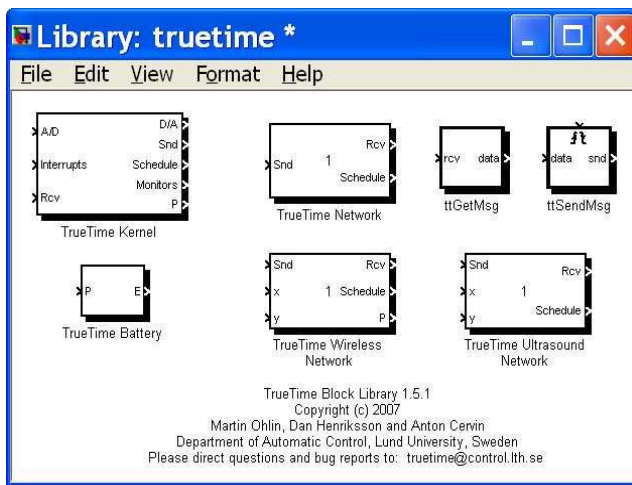 Library: truetime *
File Edit View Format Help
A/D
Interrupts
Rcv
D/A
Snd
Schedule
Monitors
P
TrueTime Kernel
Snd
1
Rcv
Schedule
TrueTime Network
rcv data
ttGetMsg
data snd
ttSendMsg
P E
TrueTime Battery
Snd
x
y
1
Rcv
Schedule
P
TrueTime Wireless
Network
Snd
x
y
1
Rcv
Schedule
TrueTime Ultrasound
Network
TrueTime Block Library 1.5.1
Copyright (c) 2007
Martin Ohlin, Dan Henriksson and Anton Cervin
Department of Automatic Control, Lund University, Sweden
Please direct questions and bug reports to: truetime@control.lth.se